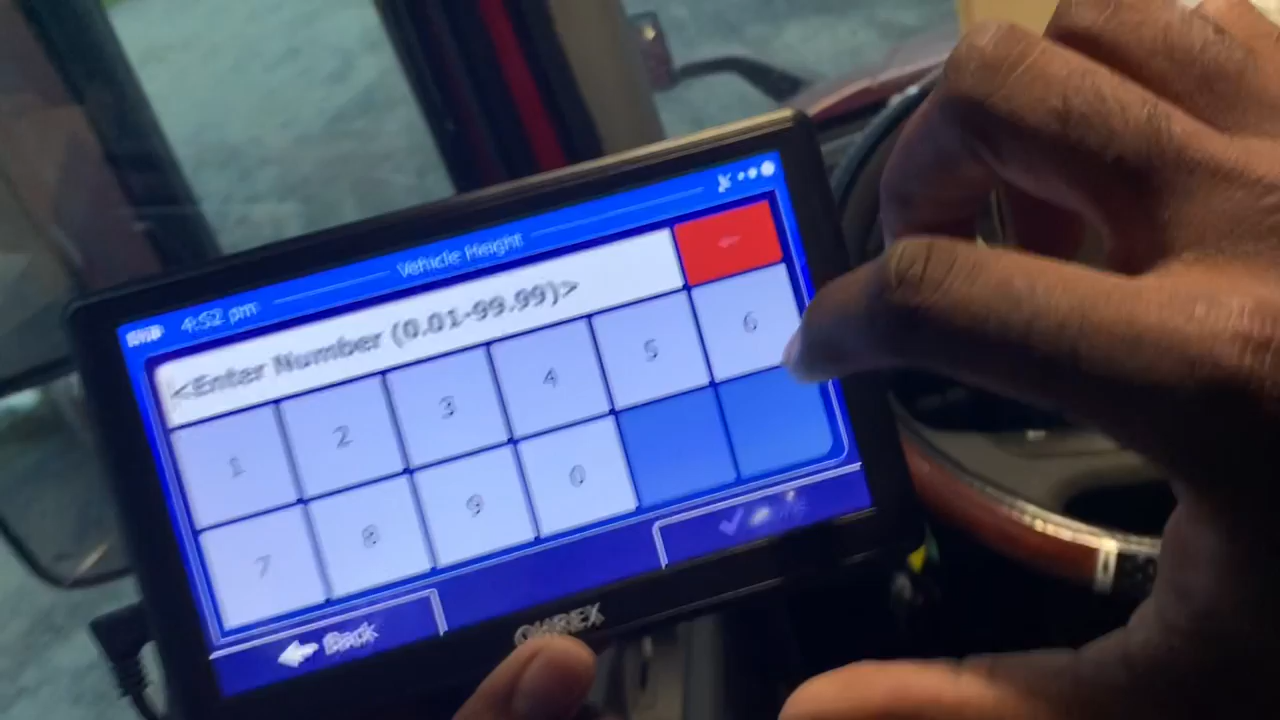 4:52 pm
Vehicle Height
<Enter Number (0.01-99.99)>
1 2 3 4 5 6
7 8 9 0
Back